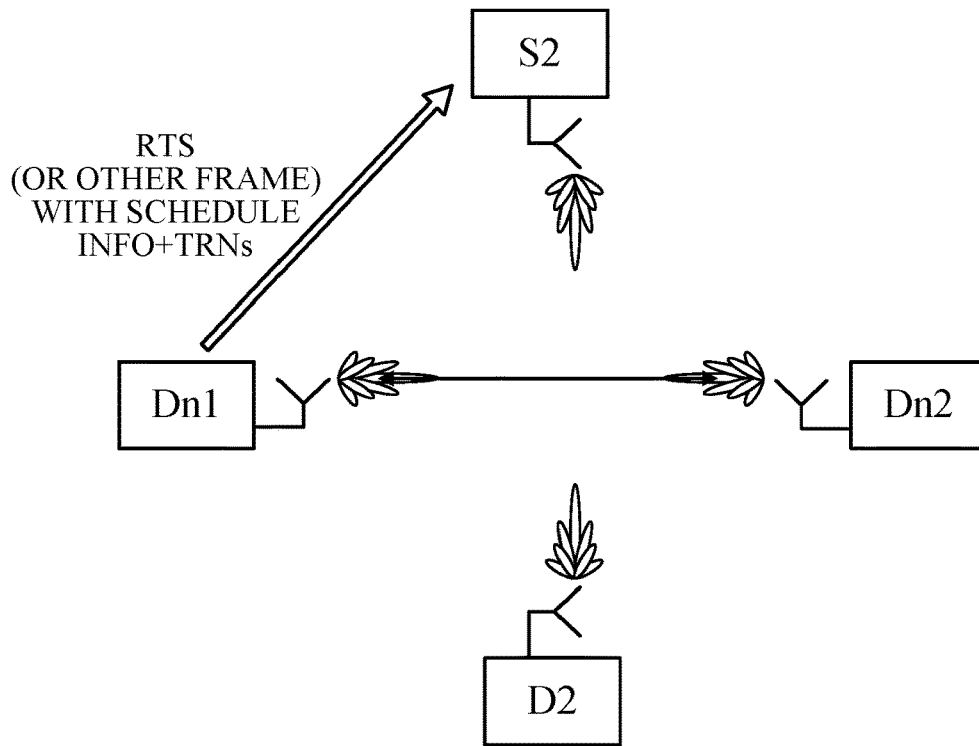 S2
RTS
(OR OTHER FRAME)
WITH SCHEDULE
INFO+TRNs
Dn1
Dn2
D2